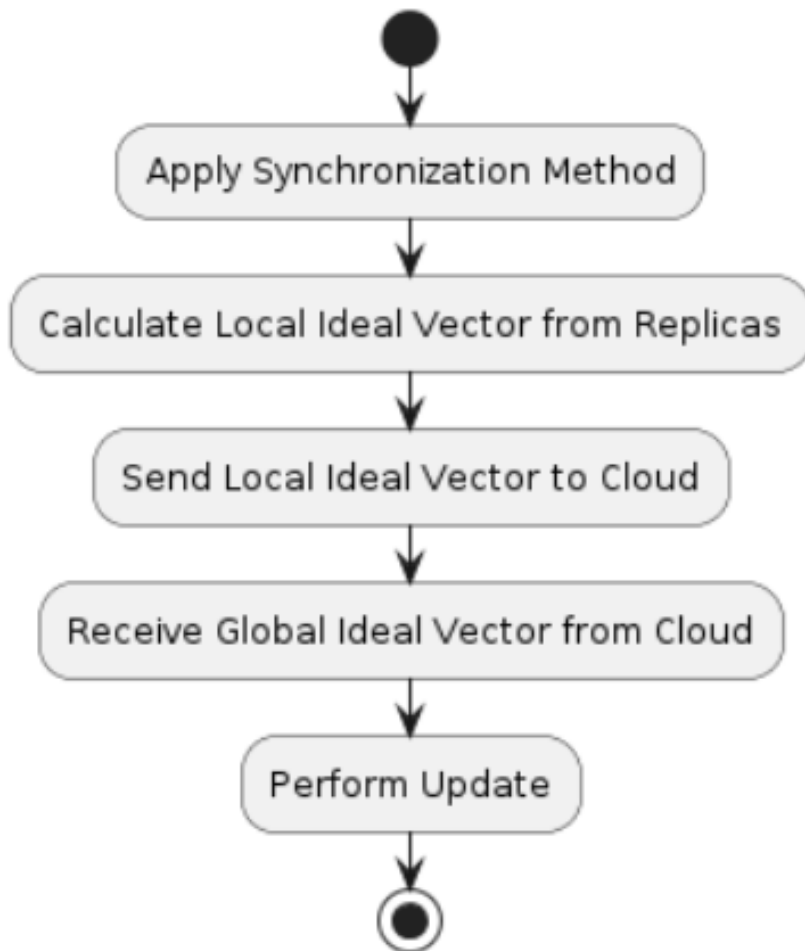 Apply Synchronization Method
Calculate Local Ideal Vector from Replicas
Send Local Ideal Vector to Cloud
Receive Global Ideal Vector from Cloud
Perform Update